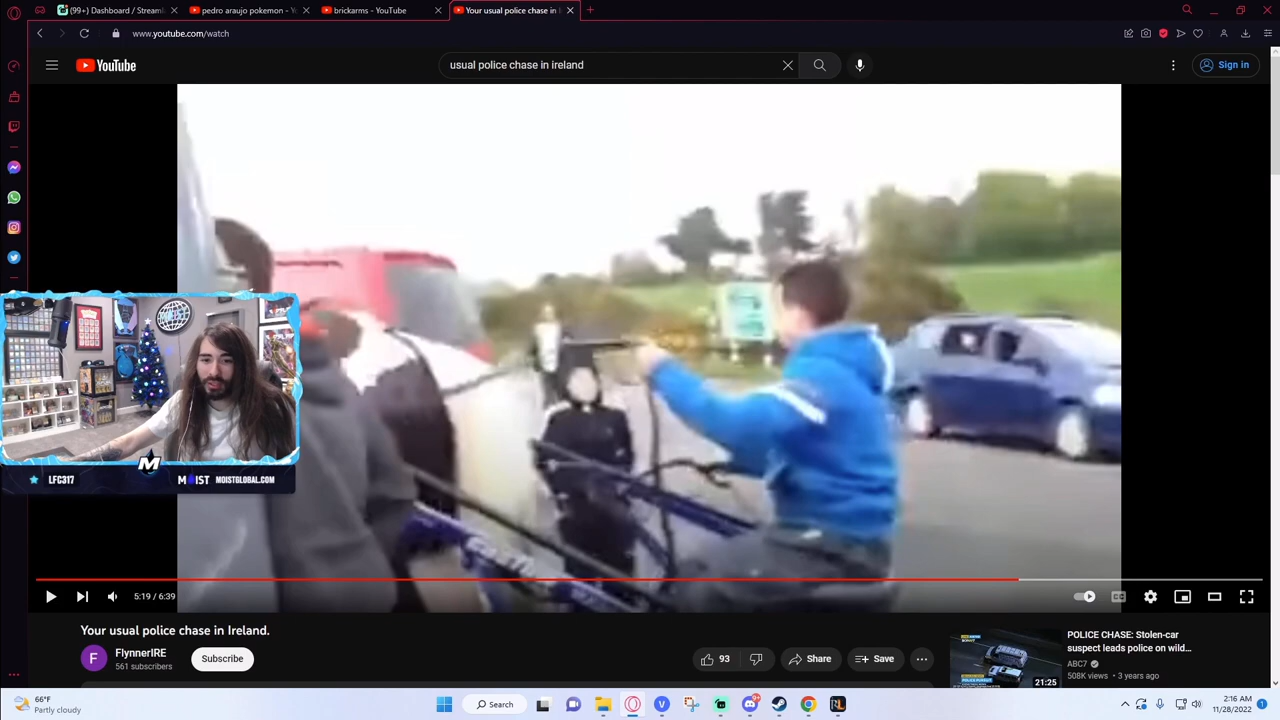 (99+) Dashboard / Streaml
pedro araujo pokemon - Yo
brickarms - YouTube
Your usual police chase in I
www.youtube.com/watch
YouTube
usual police chase in ireland
Sign in
LFC317
M
MOIST
MOISTGLOBAL.COM
5:19 / 6:39
CC
Your usual police chase in Ireland.
F
FlynnerIRE
561 subscribers
Subscribe
93
Share
Save
POLICE CHASE: Stolen-car
suspect leads police on wild...
ABC7
508K views • 3 years ago
21:25
66°F
Partly cloudy
Search
2:16 AM
11/28/2022